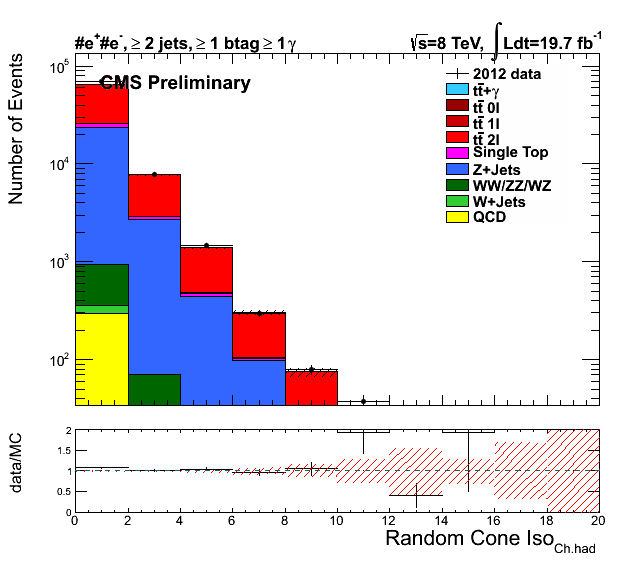 #e⁺#e⁻, ≥ 2 jets, ≥ 1 btag ≥ 1 γ
√s=8 TeV, ∫ Ldt=19.7 fb⁻¹
CMS Preliminary
Number of Events
10⁵
10⁴
10³
10²
2012 data
tt̄+γ
tt̄ 0l
tt̄ 1l
tt̄ 2l
Single Top
Z+Jets
WW/ZZ/WZ
W+Jets
QCD
data/MC
2
1.5
1
0.5
0
0 2 4 6 8 10 12 14 16 18 20
Random Cone Iso_Ch.had